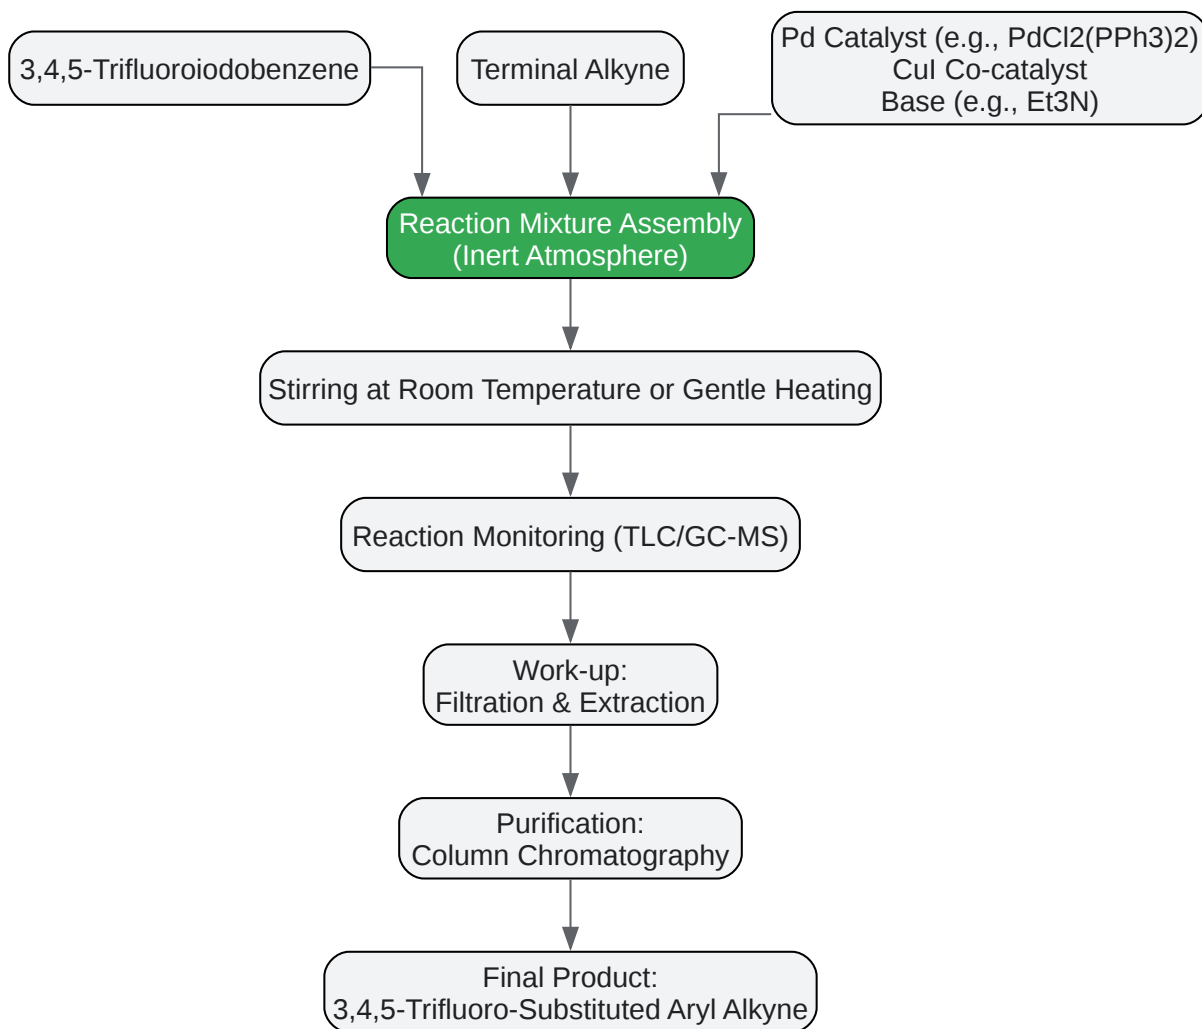 3,4,5-Trifluoroiodobenzene
Terminal Alkyne
Pd Catalyst (e.g., PdCl2(PPh3)2)
CuI Co-catalyst
Base (e.g., Et3N)
Reaction Mixture Assembly
(Inert Atmosphere)
Stirring at Room Temperature or Gentle Heating
Reaction Monitoring (TLC/GC-MS)
Work-up:
Filtration & Extraction
Purification:
Column Chromatography
Final Product:
3,4,5-Trifluoro-Substituted Aryl Alkyne